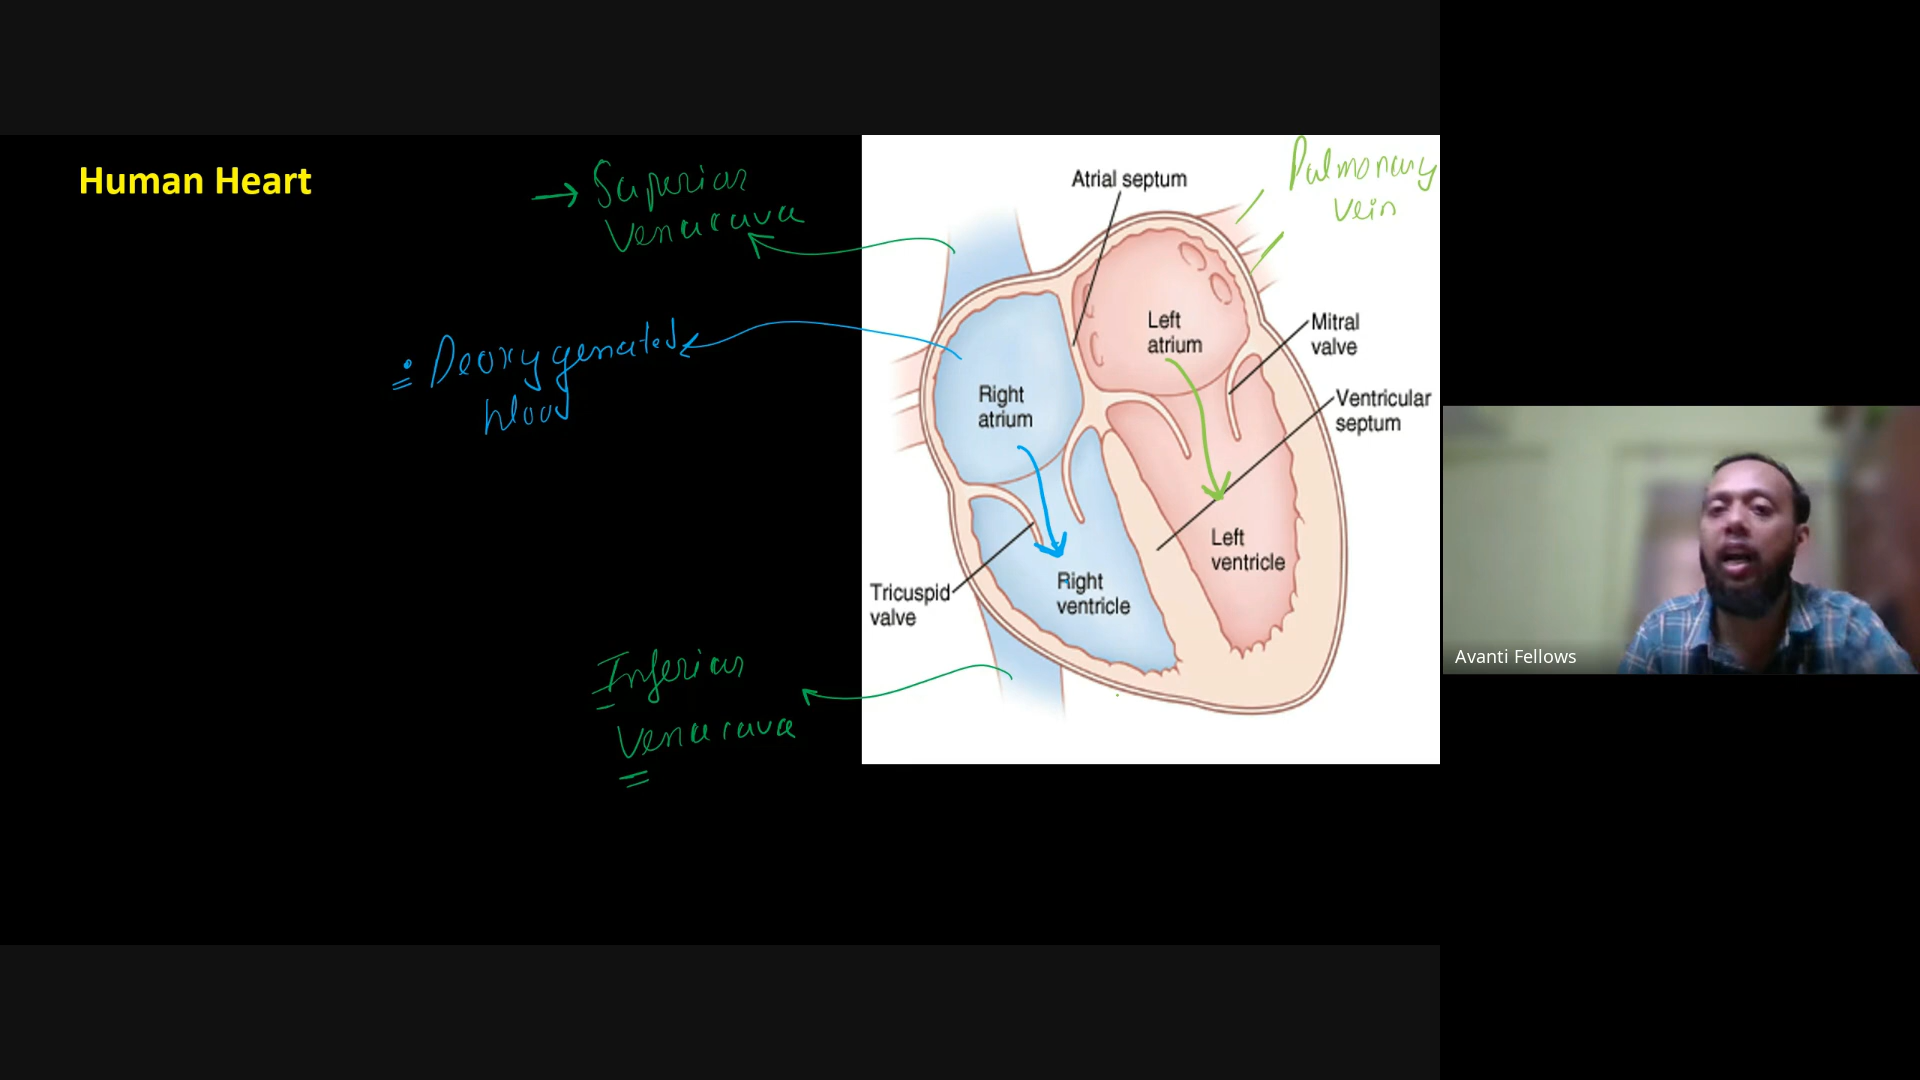 Human Heart
→ Superior
Venacava
: Deoxygenated
blood
Inferior
Venacava
Atrial septum
Pulmonary
Vein
Left
atrium
Mitral
valve
Right
atrium
Ventricular
septum
Left
ventricle
Right
ventricle
Tricuspid
valve
Avanti Fellows